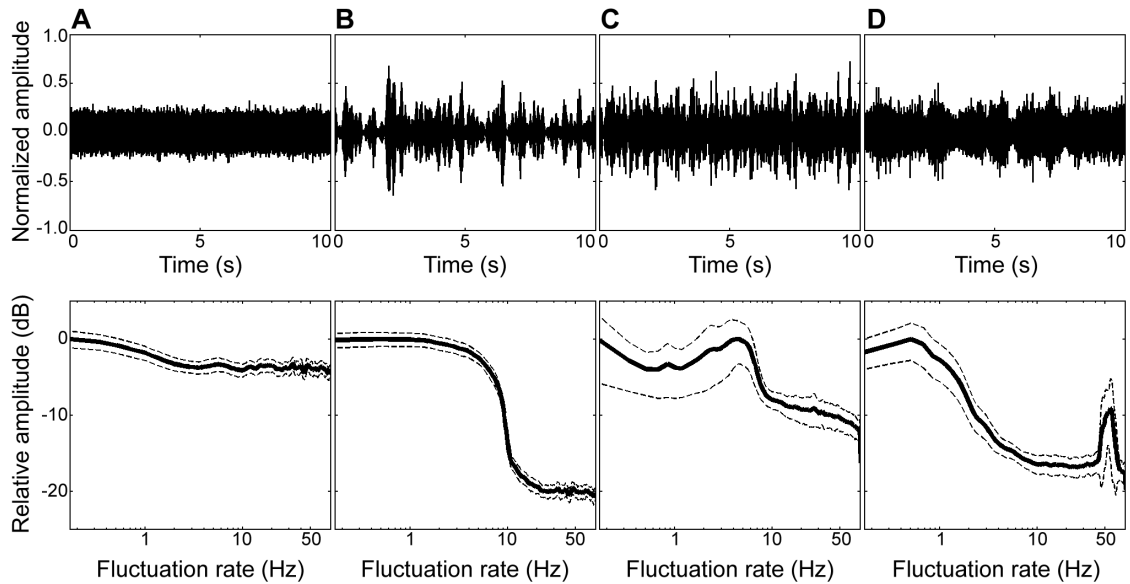 A B C D
Normalized amplitude
1.0
0.5
0.0
-0.5
-1.0
0 5 10 0 5 10 0 5 10 0 5 10
Time (s) Time (s) Time (s) Time (s)
Relative amplitude (dB)
0
-10
-20
1 10 50 1 10 50 1 10 50 1 10 50
Fluctuation rate (Hz) Fluctuation rate (Hz) Fluctuation rate (Hz) Fluctuation rate (Hz)